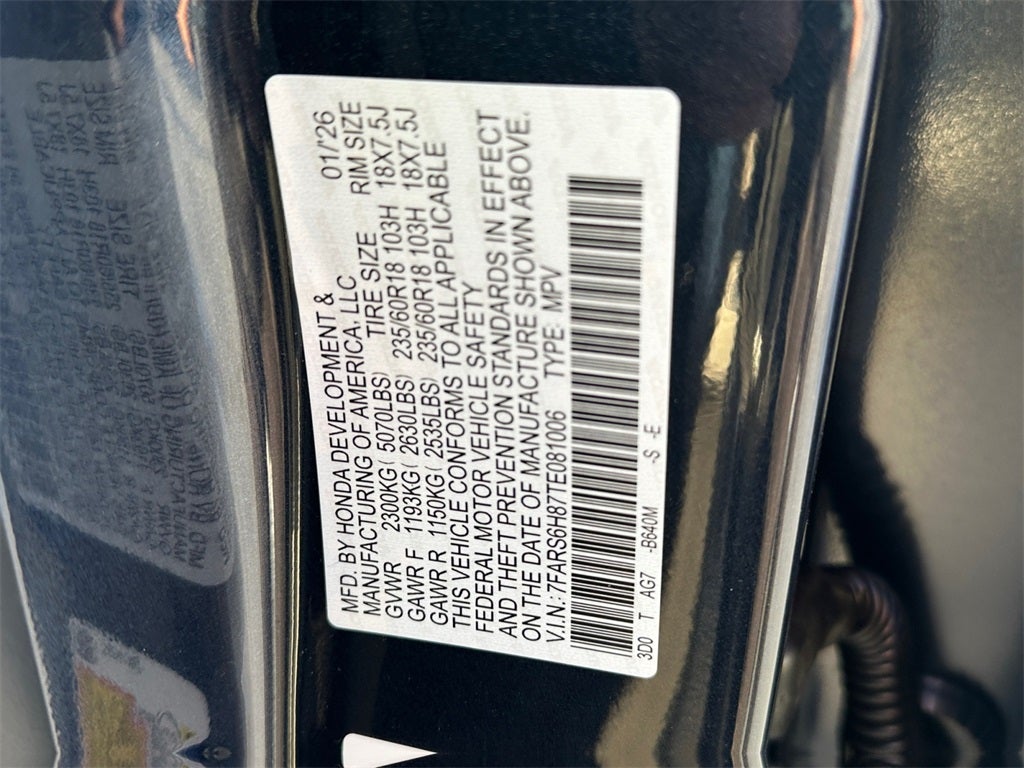 MFD. BY HONDA DEVELOPMENT &
MANUFACTURING OF AMERICA, LLC 01/26
TIRE SIZE RIM SIZE
GVWR 2300KG ( 5070LBS)
GAWR F 1193KG ( 2630LBS) 235/60R18 103H 18X7.5J
GAWR R 1150KG ( 2535LBS) 235/60R18 103H 18X7.5J
THIS VEHICLE CONFORMS TO ALL APPLICABLE
FEDERAL MOTOR VEHICLE SAFETY
AND THEFT PREVENTION STANDARDS IN EFFECT
ON THE DATE OF MANUFACTURE SHOWN ABOVE.
V.I.N.: 7FARS6H87TE081006 TYPE: MPV
3D0 T AG7 -B640M -S -E